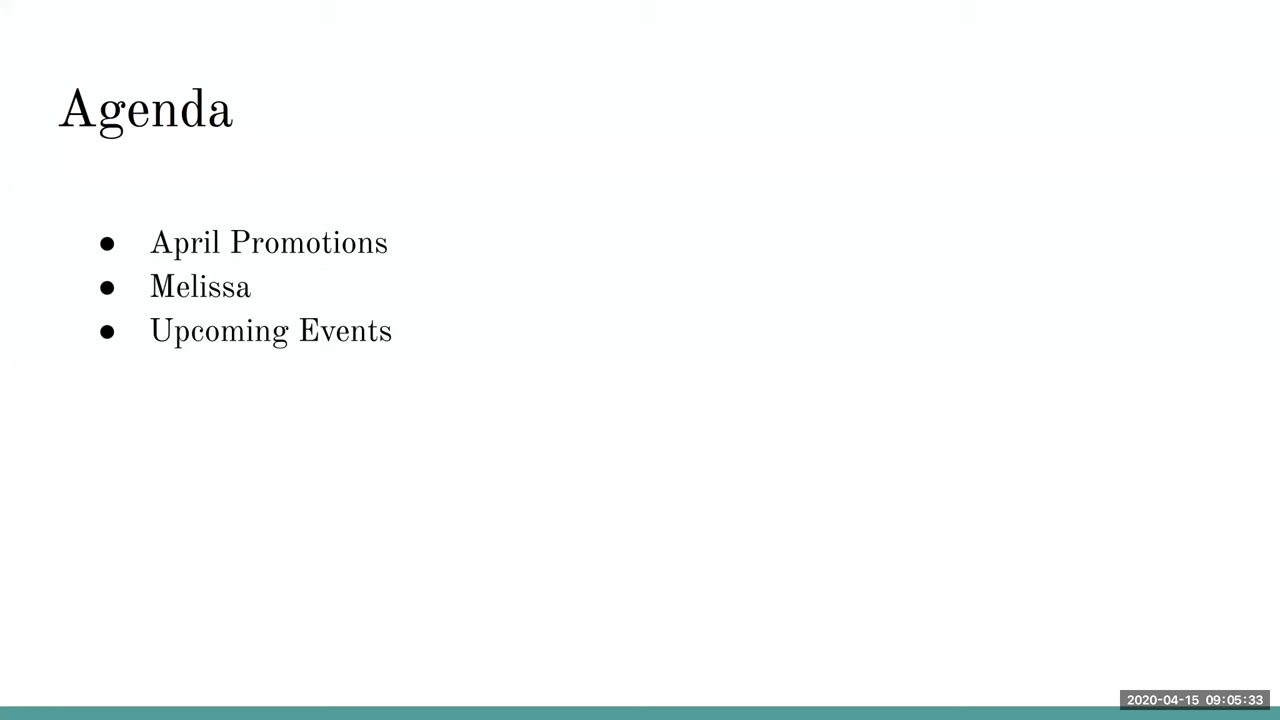 Agenda
● April Promotions
● Melissa
● Upcoming Events
2020-04-15 09:05:33